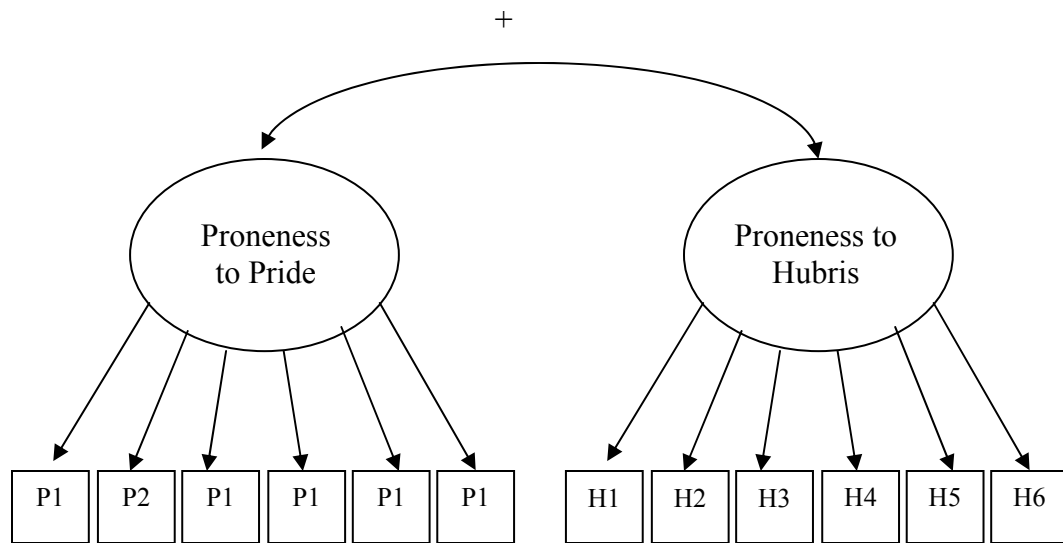 +
Proneness
to Pride
Proneness to
Hubris
P1 P2 P1 P1 P1 P1 H1 H2 H3 H4 H5 H6